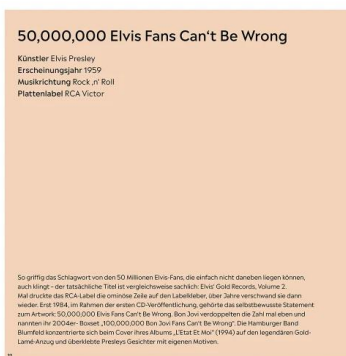 50,000,000 Elvis Fans Can't Be Wrong
Künstler Elvis Presley
Erscheinungsjahr 1959
Musikrichtung Rock ‚n' Roll
Plattenlabel RCA Victor
So griffig das Schlagwort von den 50 Millionen Elvis-Fans, die einfach nicht daneben liegen können,
auch klingt – der tatsächliche Titel ist vergleichsweise sachlich: Elvis' Gold Records, Volume 2.
Mal druckte das RCA-Label die ominöse Zeile auf den Labelkleber, über Jahre verschwand sie dann
wieder. Erst 1984, im Rahmen der ersten CD-Veröffentlichung, gehörte das selbstbewusste Statement
zum Artwork: 50,000,000 Elvis Fans Can't Be Wrong. Bon Jovi verdoppelten die Zahl mal eben und
nannten ihr 2004er- Boxset „100,000,000 Bon Jovi Fans Can't Be Wrong". Die Hamburger Band
Blumfeld konzentrierte sich beim Cover ihres Albums „L'Etat Et Moi" (1994) auf den legendären Gold-
Lamé-Anzug und überklebte Presleys Gesichter mit eigenen Motiven.